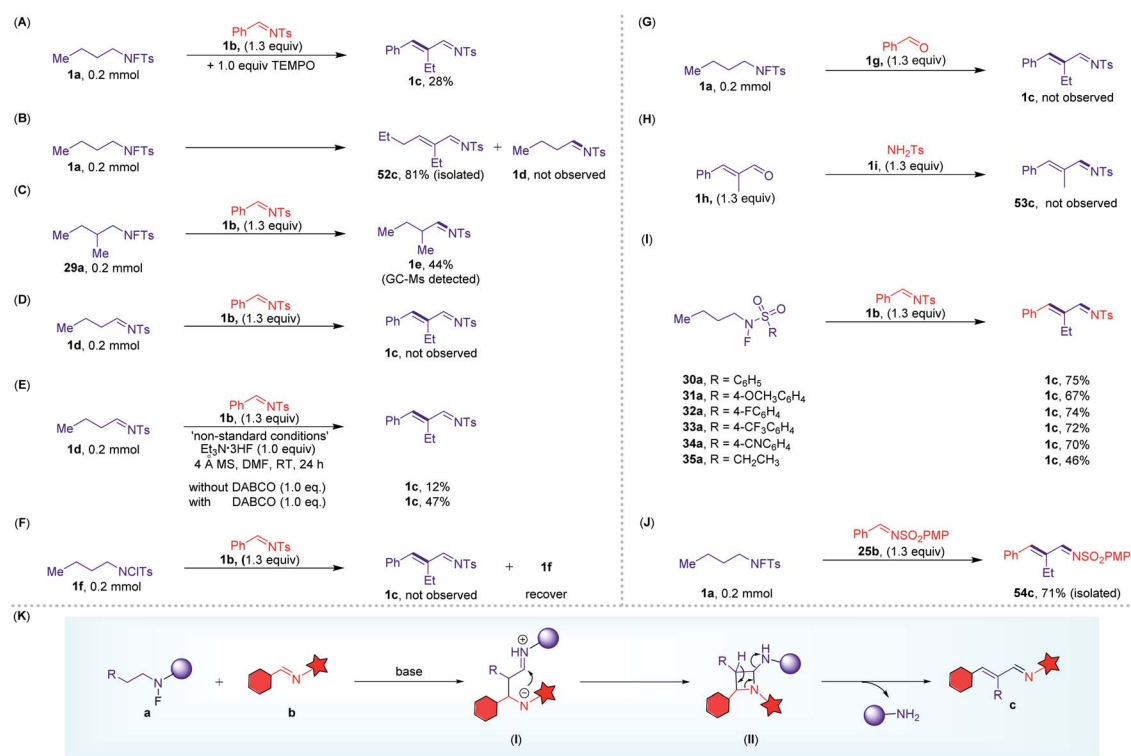 (A)
Me
NFTs
1a, 0.2 mmol
Ph
NTs
1b, (1.3 equiv)
+ 1.0 equiv TEMPO
Ph
NTs
Et
1c, 28%
(B)
Me
NFTs
1a, 0.2 mmol
Et
NTs
Et
52c, 81% (isolated)
+
Me
NTs
1d, not observed
(C)
Me
NFTs
Me
29a, 0.2 mmol
Ph
NTs
1b, (1.3 equiv)
Me
NTs
Me
1e, 44%
(GC-Ms detected)
(D)
Me
NTs
1d, 0.2 mmol
Ph
NTs
1b, (1.3 equiv)
Ph
NTs
Et
1c, not observed
(E)
Me
NTs
1d, 0.2 mmol
Ph
NTs
1b, (1.3 equiv)
'non-standard conditions'
Et3N·3HF (1.0 equiv)
4 Å MS, DMF, RT, 24 h
Ph
NTs
Et
without DABCO (1.0 eq.)
1c, 12%
with DABCO (1.0 eq.)
1c, 47%
(F)
Me
NClTs
1f, 0.2 mmol
Ph
NTs
1b, (1.3 equiv)
Ph
NTs
Et
1c, not observed
+
1f
recover
(G)
Me
NFTs
1a, 0.2 mmol
Ph
O
1g, (1.3 equiv)
Ph
NTs
Et
1c, not observed
(H)
Ph
O
1h, (1.3 equiv)
NH2Ts
1i, (1.3 equiv)
Ph
NTs
53c, not observed
(I)
Me
N
F
S
O
O
R
Ph
NTs
1b, (1.3 equiv)
Ph
NTs
Et
30a, R = C6H5
1c, 75%
31a, R = 4-OCH3C6H4
1c, 67%
32a, R = 4-FC6H4
1c, 74%
33a, R = 4-CF3C6H4
1c, 72%
34a, R = 4-CNC6H4
1c, 70%
35a, R = CH2CH3
1c, 46%
(J)
Me
NFTs
1a, 0.2 mmol
Ph
NSO2PMP
25b, (1.3 equiv)
Ph
NSO2PMP
Et
54c, 71% (isolated)
(K)
R
N
F
a
+
N
b
base
⊕
HN
R
⊖
N
(I)
R
H
H
N
N
(II)
NH2
N
R
c